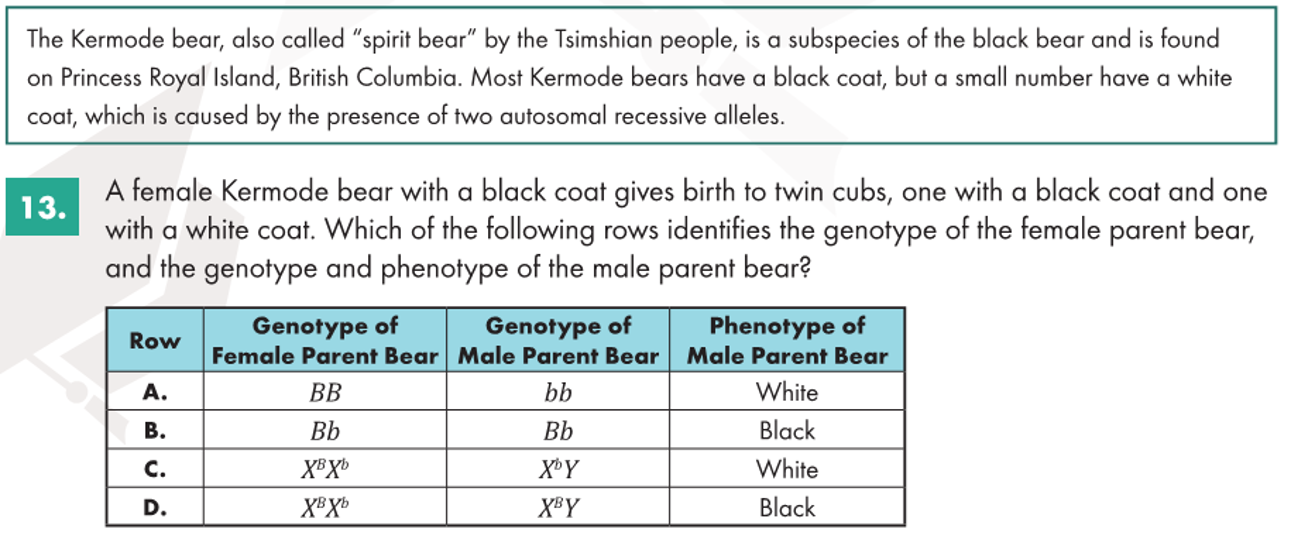 The Kermode bear, also called “spirit bear” by the Tsimshian people, is a subspecies of the black bear and is found
on Princess Royal Island, British Columbia. Most Kermode bears have a black coat, but a small number have a white
coat, which is caused by the presence of two autosomal recessive alleles.
13.
A female Kermode bear with a black coat gives birth to twin cubs, one with a black coat and one
with a white coat. Which of the following rows identifies the genotype of the female parent bear,
and the genotype and phenotype of the male parent bear?
Row | Genotype of Female Parent Bear | Genotype of Male Parent Bear | Phenotype of Male Parent Bear
A. | BB | bb | White
B. | Bb | Bb | Black
C. | XᴮXᵇ | XᵇY | White
D. | XᴮXᵇ | XᴮY | Black